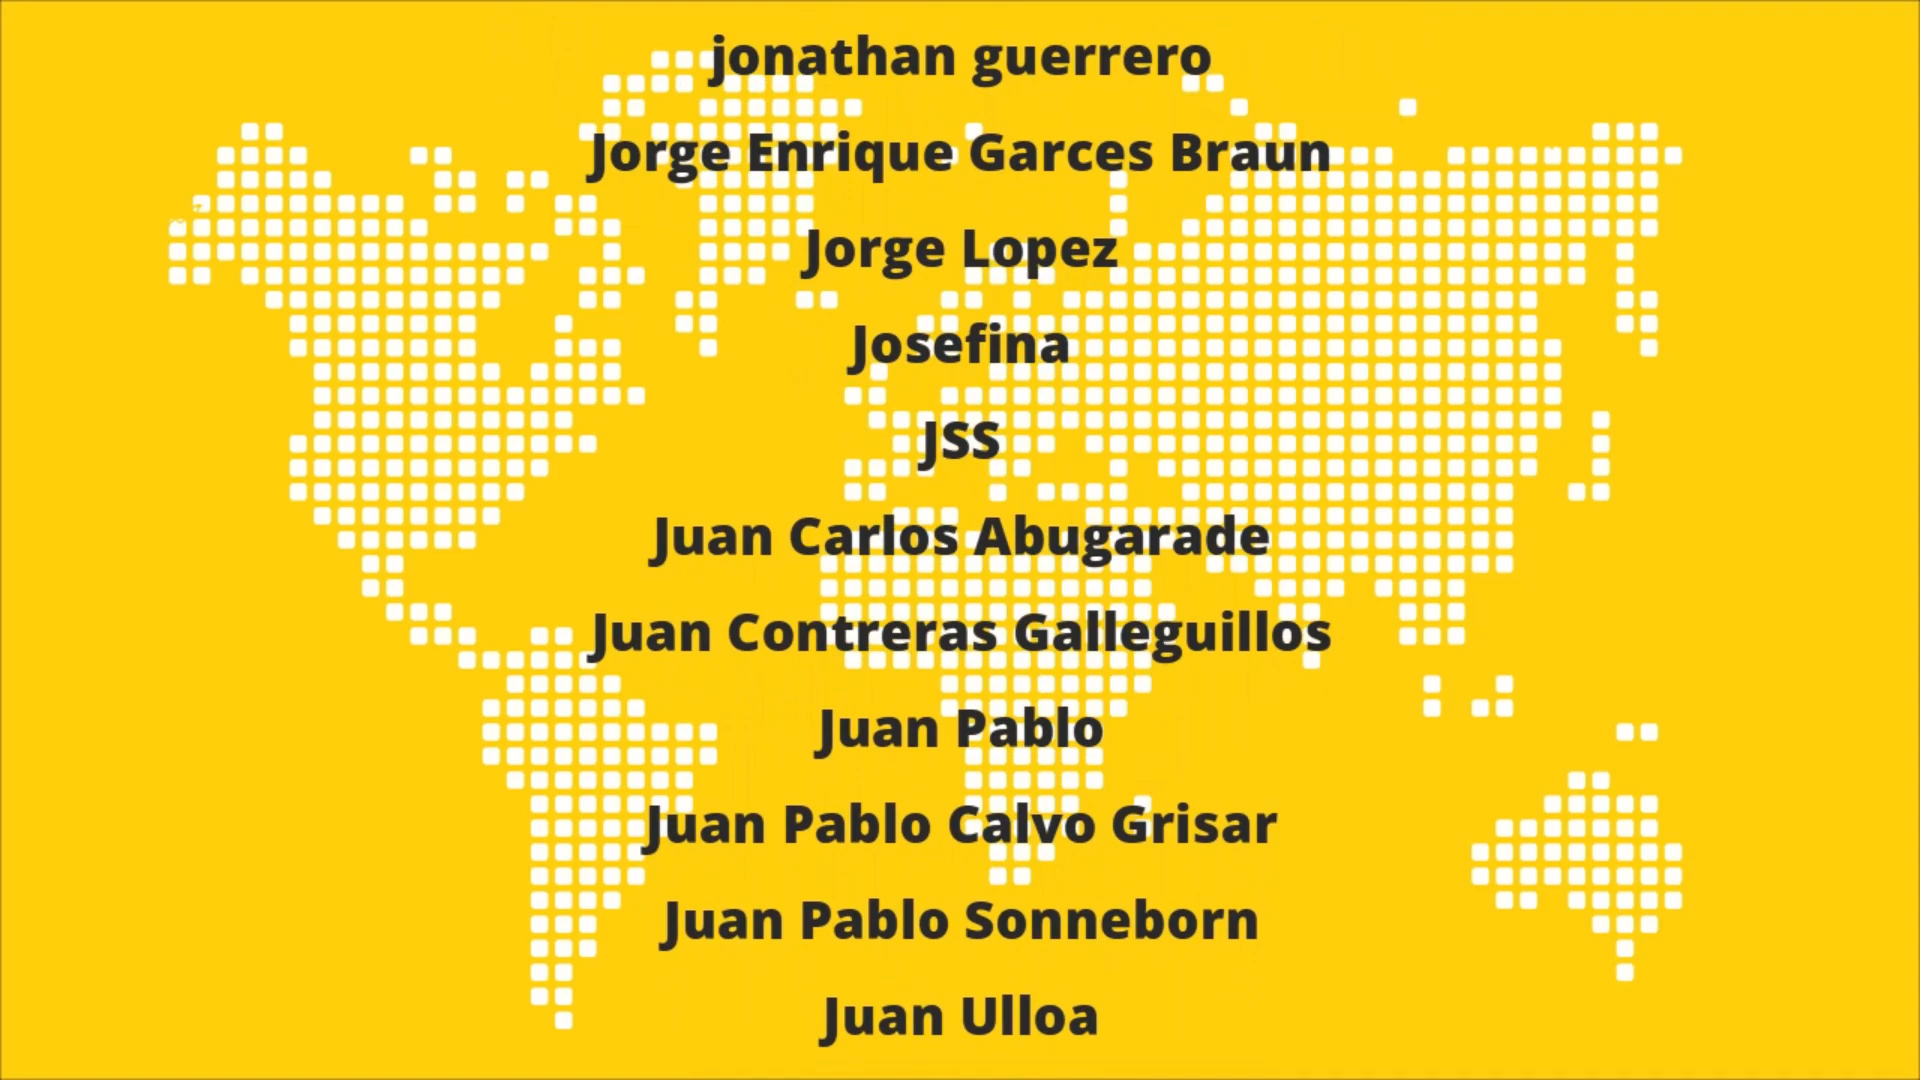 jonathan guerrero
Jorge Enrique Garces Braun
Jorge Lopez
Josefina
JSS
Juan Carlos Abugarade
Juan Contreras Galleguillos
Juan Pablo
Juan Pablo Calvo Grisar
Juan Pablo Sonneborn
Juan Ulloa